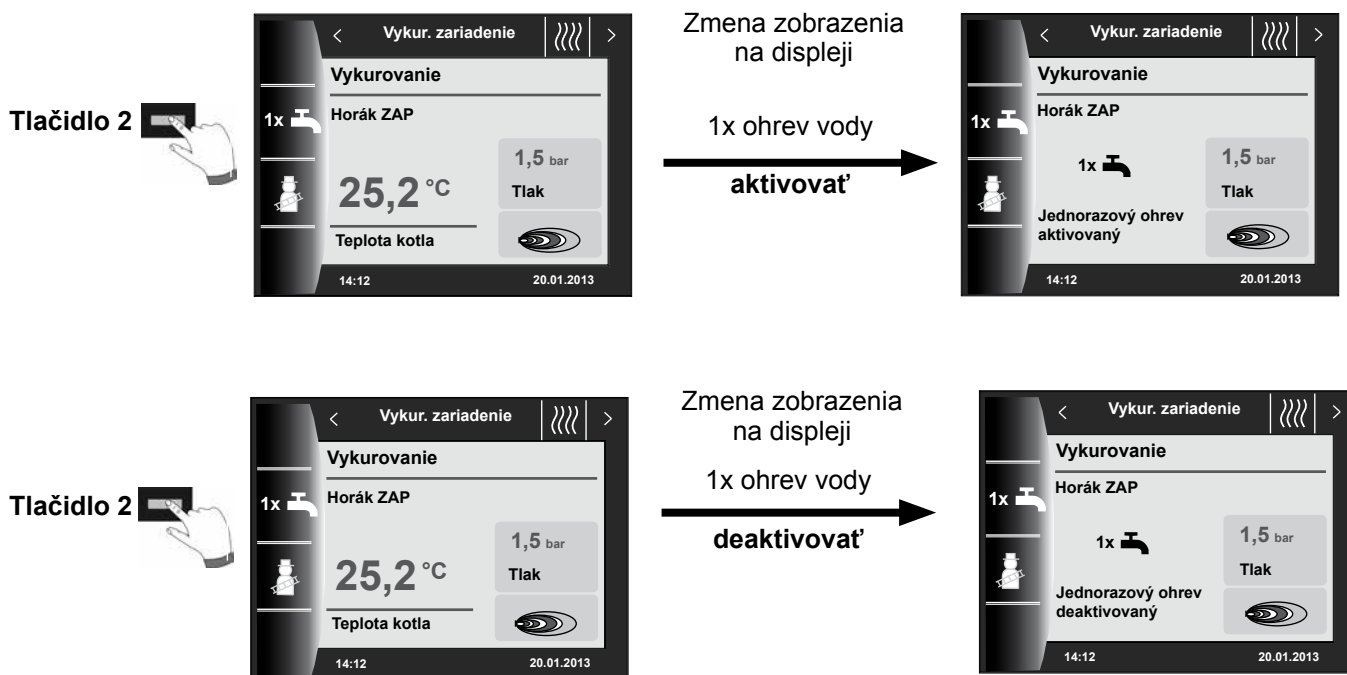 Tlačidlo 2
Vykur. zariadenie
Vykurovanie
1x
Horák ZAP
25,2 °C
Teplota kotla
1,5 bar
Tlak
14:12
20.01.2013
Zmena zobrazenia
na displeji
1x ohrev vody
aktivovať
Vykur. zariadenie
Vykurovanie
1x
Horák ZAP
1x
Jednorazový ohrev
aktivovaný
1,5 bar
Tlak
14:12
20.01.2013
Tlačidlo 2
Vykur. zariadenie
Vykurovanie
1x
Horák ZAP
25,2 °C
Teplota kotla
1,5 bar
Tlak
14:12
20.01.2013
Zmena zobrazenia
na displeji
1x ohrev vody
deaktivovať
Vykur. zariadenie
Vykurovanie
1x
Horák ZAP
1x
Jednorazový ohrev
deaktivovaný
1,5 bar
Tlak
14:12
20.01.2013